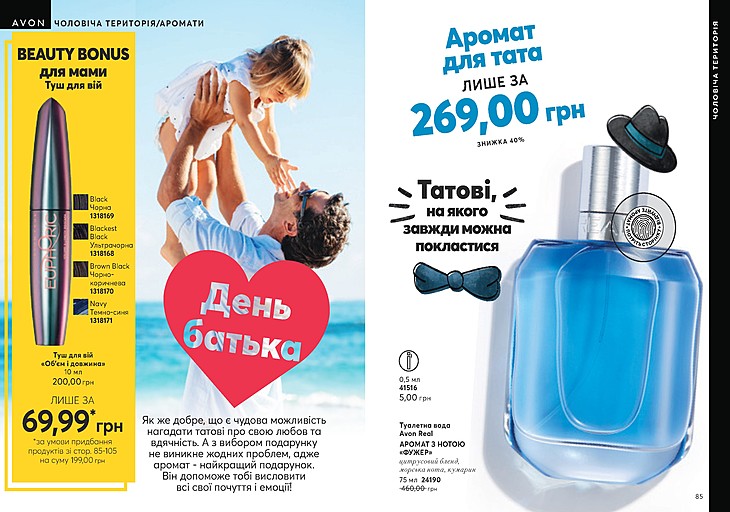 AVON
ЧОЛОВІЧА ТЕРИТОРІЯ/АРОМАТИ
BEAUTY BONUS
для мами
Туш для вій
Black
Чорна
1318169
Blackest
Black
Ультрачорна
1318168
Brown Black
Чорно-
коричнева
1318170
Navy
Темно-синя
1318171
EUPHORIC
Туш для вій
«Об'єм і довжина»
10 мл
200,00 грн
ЛИШЕ ЗА
69,99* грн
*за умови придбання
продуктів зі стор. 85-105
на суму 199,00 грн
День
батька
Як же добре, що є чудова можливість
нагадати татові про свою любов та
вдячність. А з вибором подарунку
не виникне жодних проблем, адже
аромат - найкращий подарунок.
Він допоможе тобі висловити
всі свої почуття і емоції!
Аромат
для тата
ЛИШЕ ЗА
269,00 грн
ЗНИЖКА 40%
Татові,
на якого
завжди можна
покластися
0,5 мл
41516
5,00 грн
Туалетна вода
Avon Real
АРОМАТ З НОТОЮ
«ФУЖЕР»
цитрусовий бленд,
морська нота, кумарин
75 мл 24190
460,00 грн
ЧОЛОВІЧА ТЕРИТОРІЯ
85